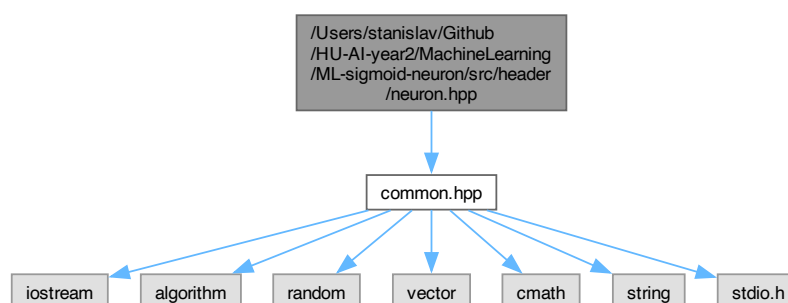 /Users/stanislav/Github
/HU-AI-year2/MachineLearning
/ML-sigmoid-neuron/src/header
/neuron.hpp
common.hpp
iostream
algorithm
random
vector
cmath
string
stdio.h